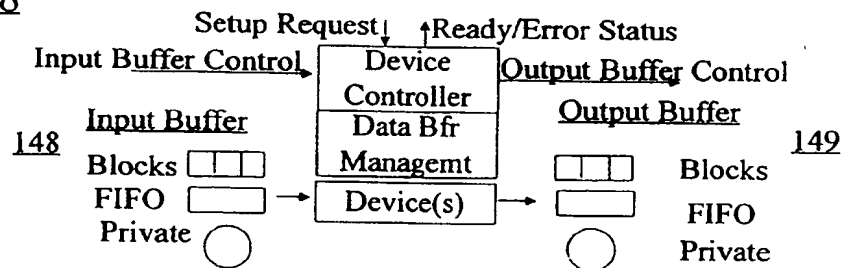 Setup Request Ready/Error Status
Input Buffer Control Device Output Buffer Control
Controller
Input Buffer Data Bfr Output Buffer
148 Managemt 149
Blocks Blocks
FIFO Device(s) FIFO
Private Private